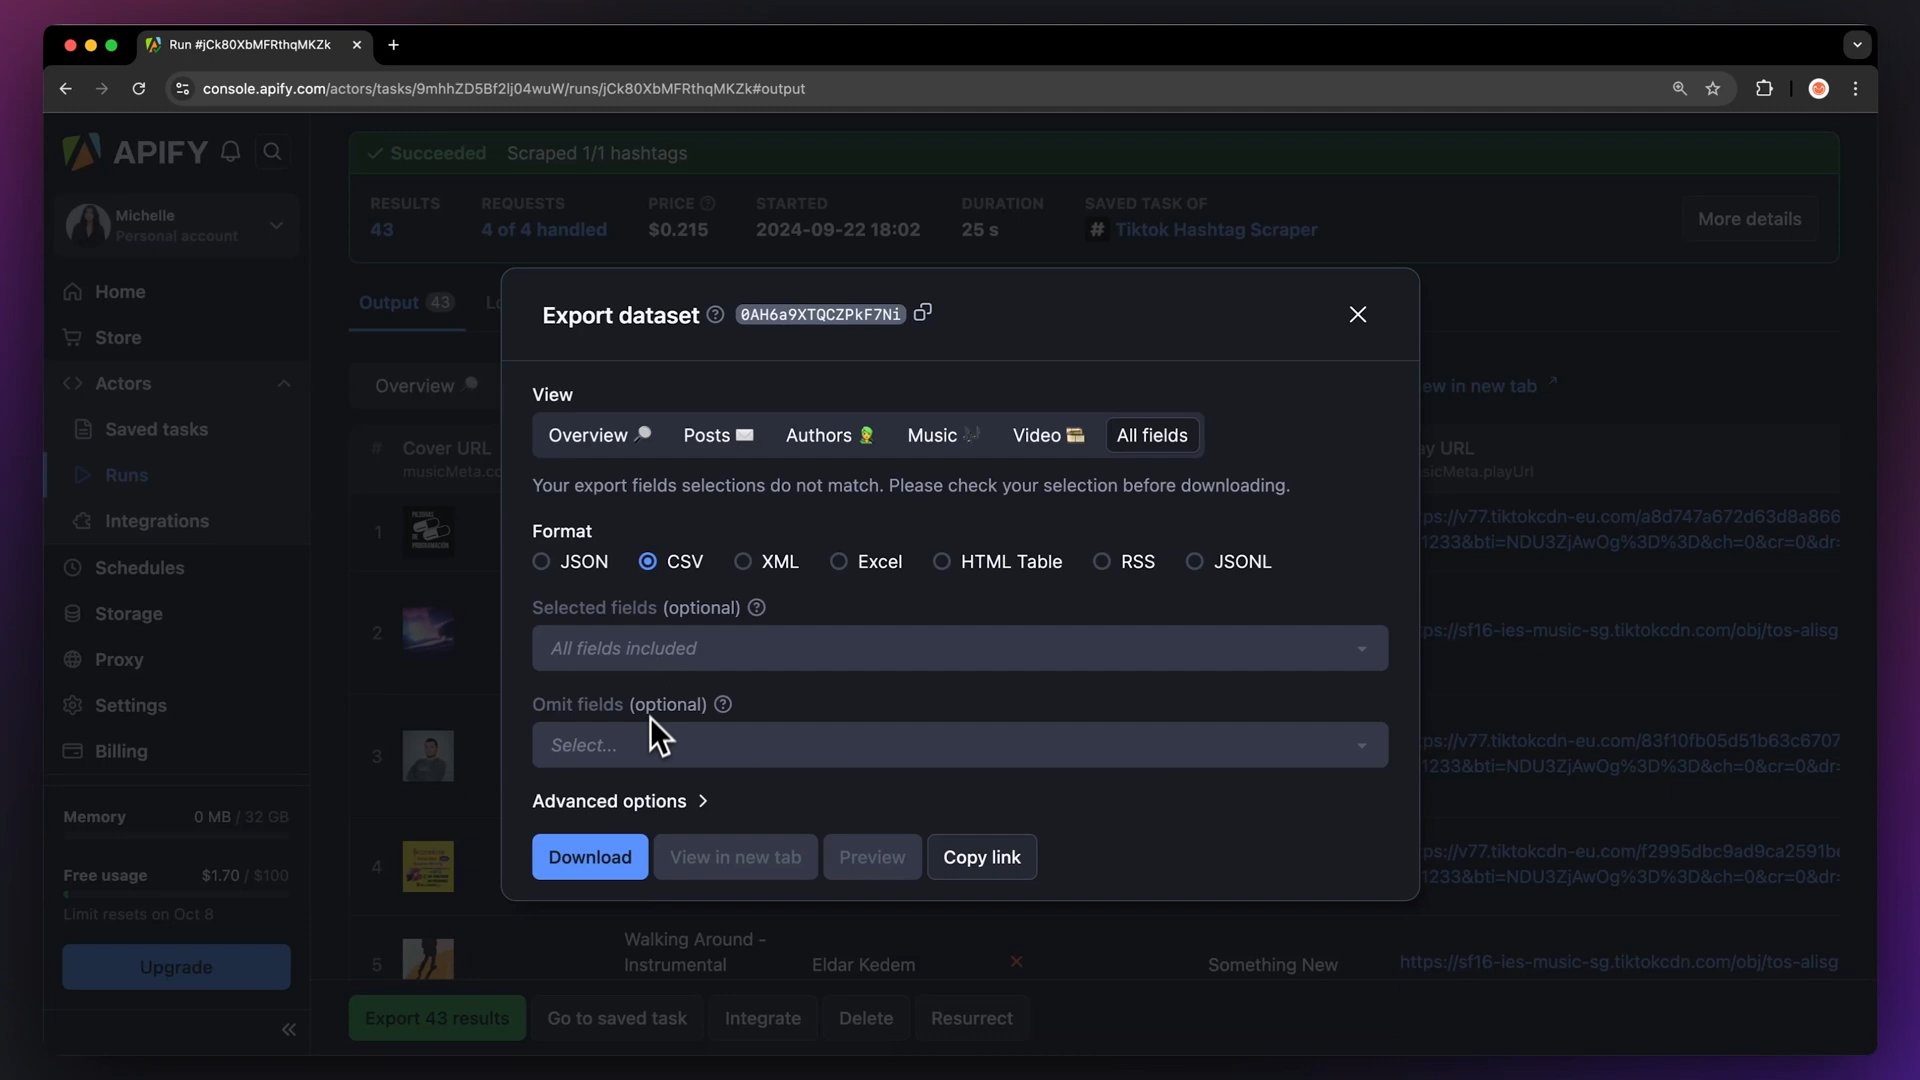 Run #jCk80XbMFRthqMKZk
console.apify.com/actors/tasks/9mhhZD5Bf2lj04wuW/runs/jCk80XbMFRthqMKZk#output
APIFY
Michelle
Personal account
Home
Store
Actors
Saved tasks
Runs
Integrations
Schedules
Storage
Proxy
Settings
Billing
Memory 0 MB / 32 GB
Free usage $1.70 / $100
Limit resets on Oct 8
Upgrade
Succeeded Scraped 1/1 hashtags
RESULTS REQUESTS PRICE STARTED DURATION SAVED TASK OF
43 4 of 4 handled $0.215 2024-09-22 18:02 25 s # Tiktok Hashtag Scraper
More details
Output 43
Overview
ew in new tab
# Cover URL
musicMeta.co
ay URL
sicMeta.playUrl
1
ps://v77.tiktokcdn-eu.com/a8d747a672d63d8a866
1233&bti=NDU3ZjAwOg%3D%3D&ch=0&cr=0&dr=
2
ps://sf16-ies-music-sg.tiktokcdn.com/obj/tos-alisg
3
ps://v77.tiktokcdn-eu.com/83f10fb05d51b63c6707
1233&bti=NDU3ZjAwOg%3D%3D&ch=0&cr=0&dr=
4
ps://v77.tiktokcdn-eu.com/f2995dbc9ad9ca2591be
1233&bti=NDU3ZjAwOg%3D%3D&ch=0&cr=0&dr=
5
Walking Around -
Instrumental
Eldar Kedem
Something New
https://sf16-ies-music-sg.tiktokcdn.com/obj/tos-alisg
Export dataset 0AH6a9XTQCZPkF7Ni
View
Overview Posts Authors Music Video All fields
Your export fields selections do not match. Please check your selection before downloading.
Format
JSON CSV XML Excel HTML Table RSS JSONL
Selected fields (optional)
All fields included
Omit fields (optional)
Select...
Advanced options
Download View in new tab Preview Copy link
Export 43 results Go to saved task Integrate Delete Resurrect